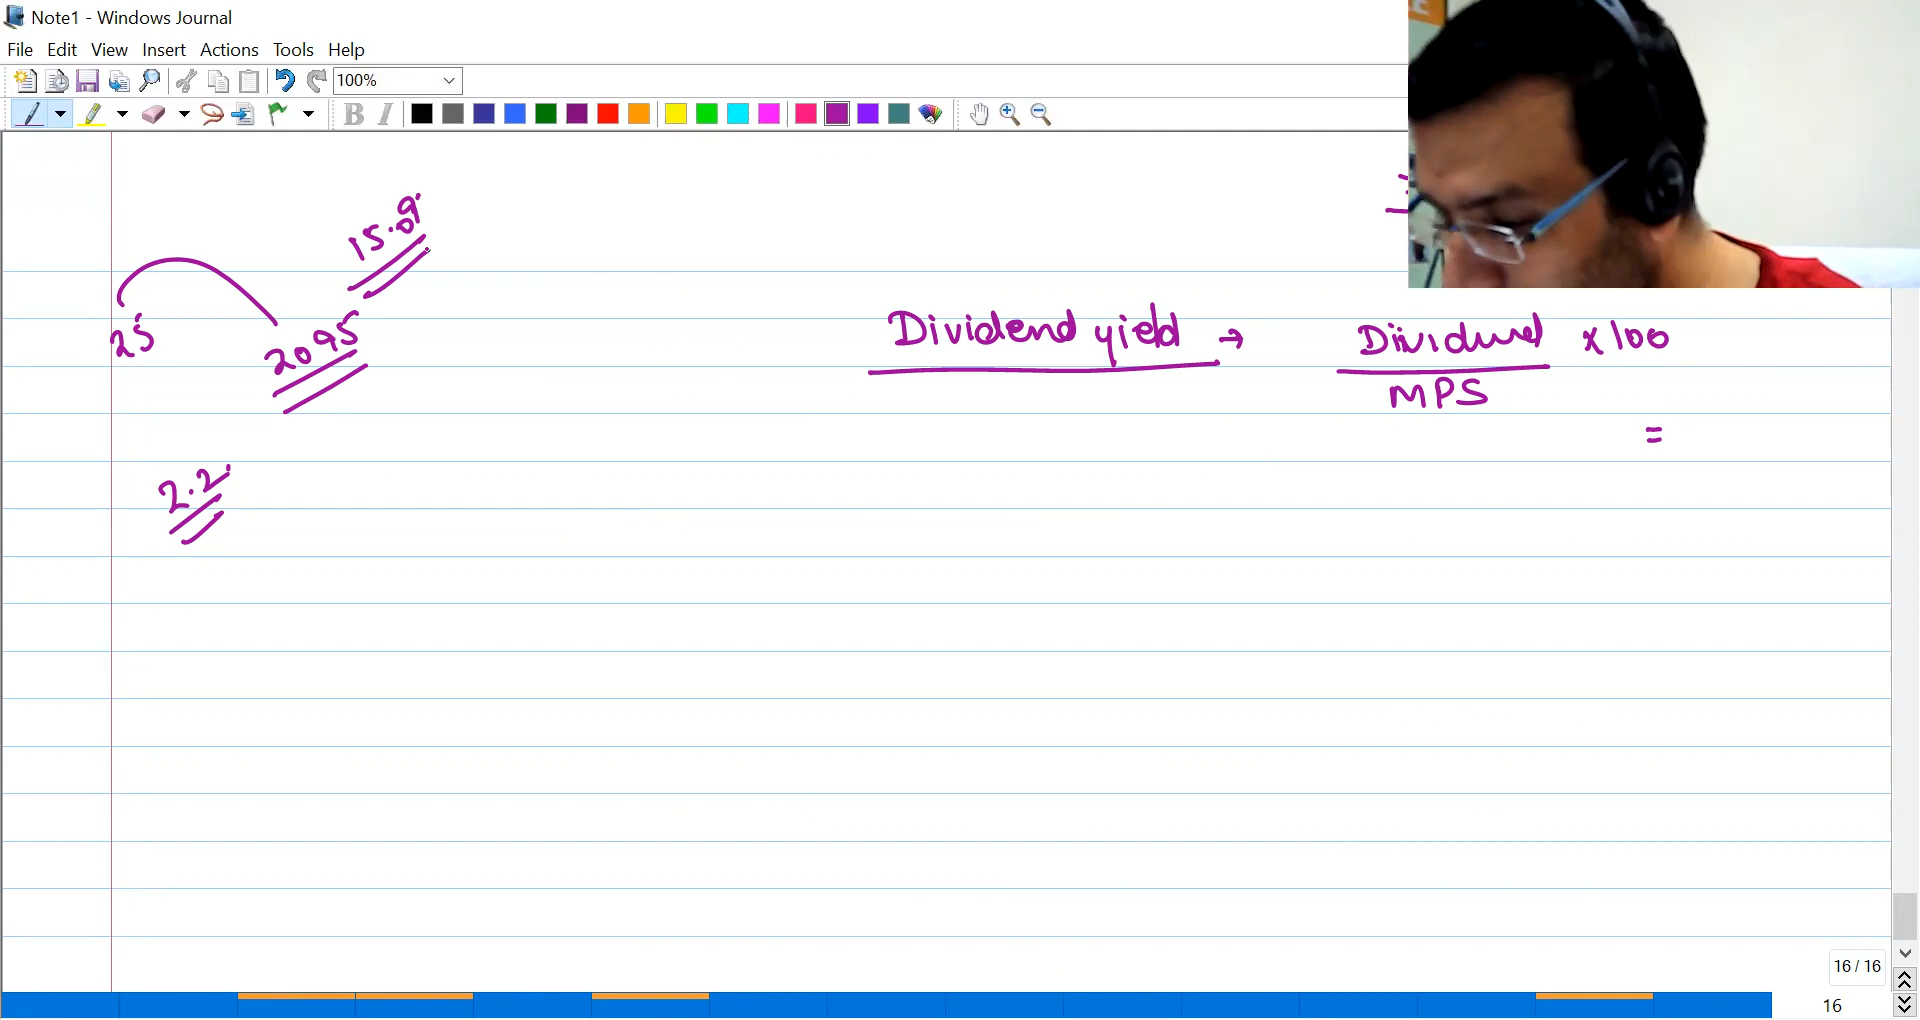 Note1 - Windows Journal
File Edit View Insert Actions Tools Help
100%
B I
15.09
25
2095
2.2
Dividend yield → Dividend × 100
MPS
=
16 / 16
16